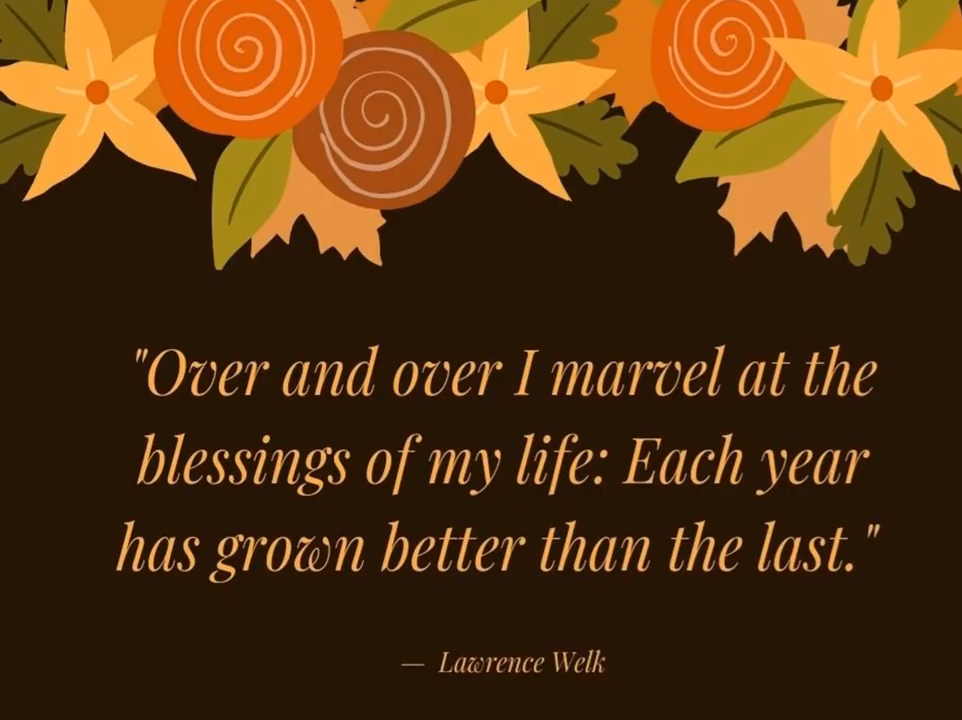 "Over and over I marvel at the
blessings of my life: Each year
has grown better than the last."
— Lawrence Welk